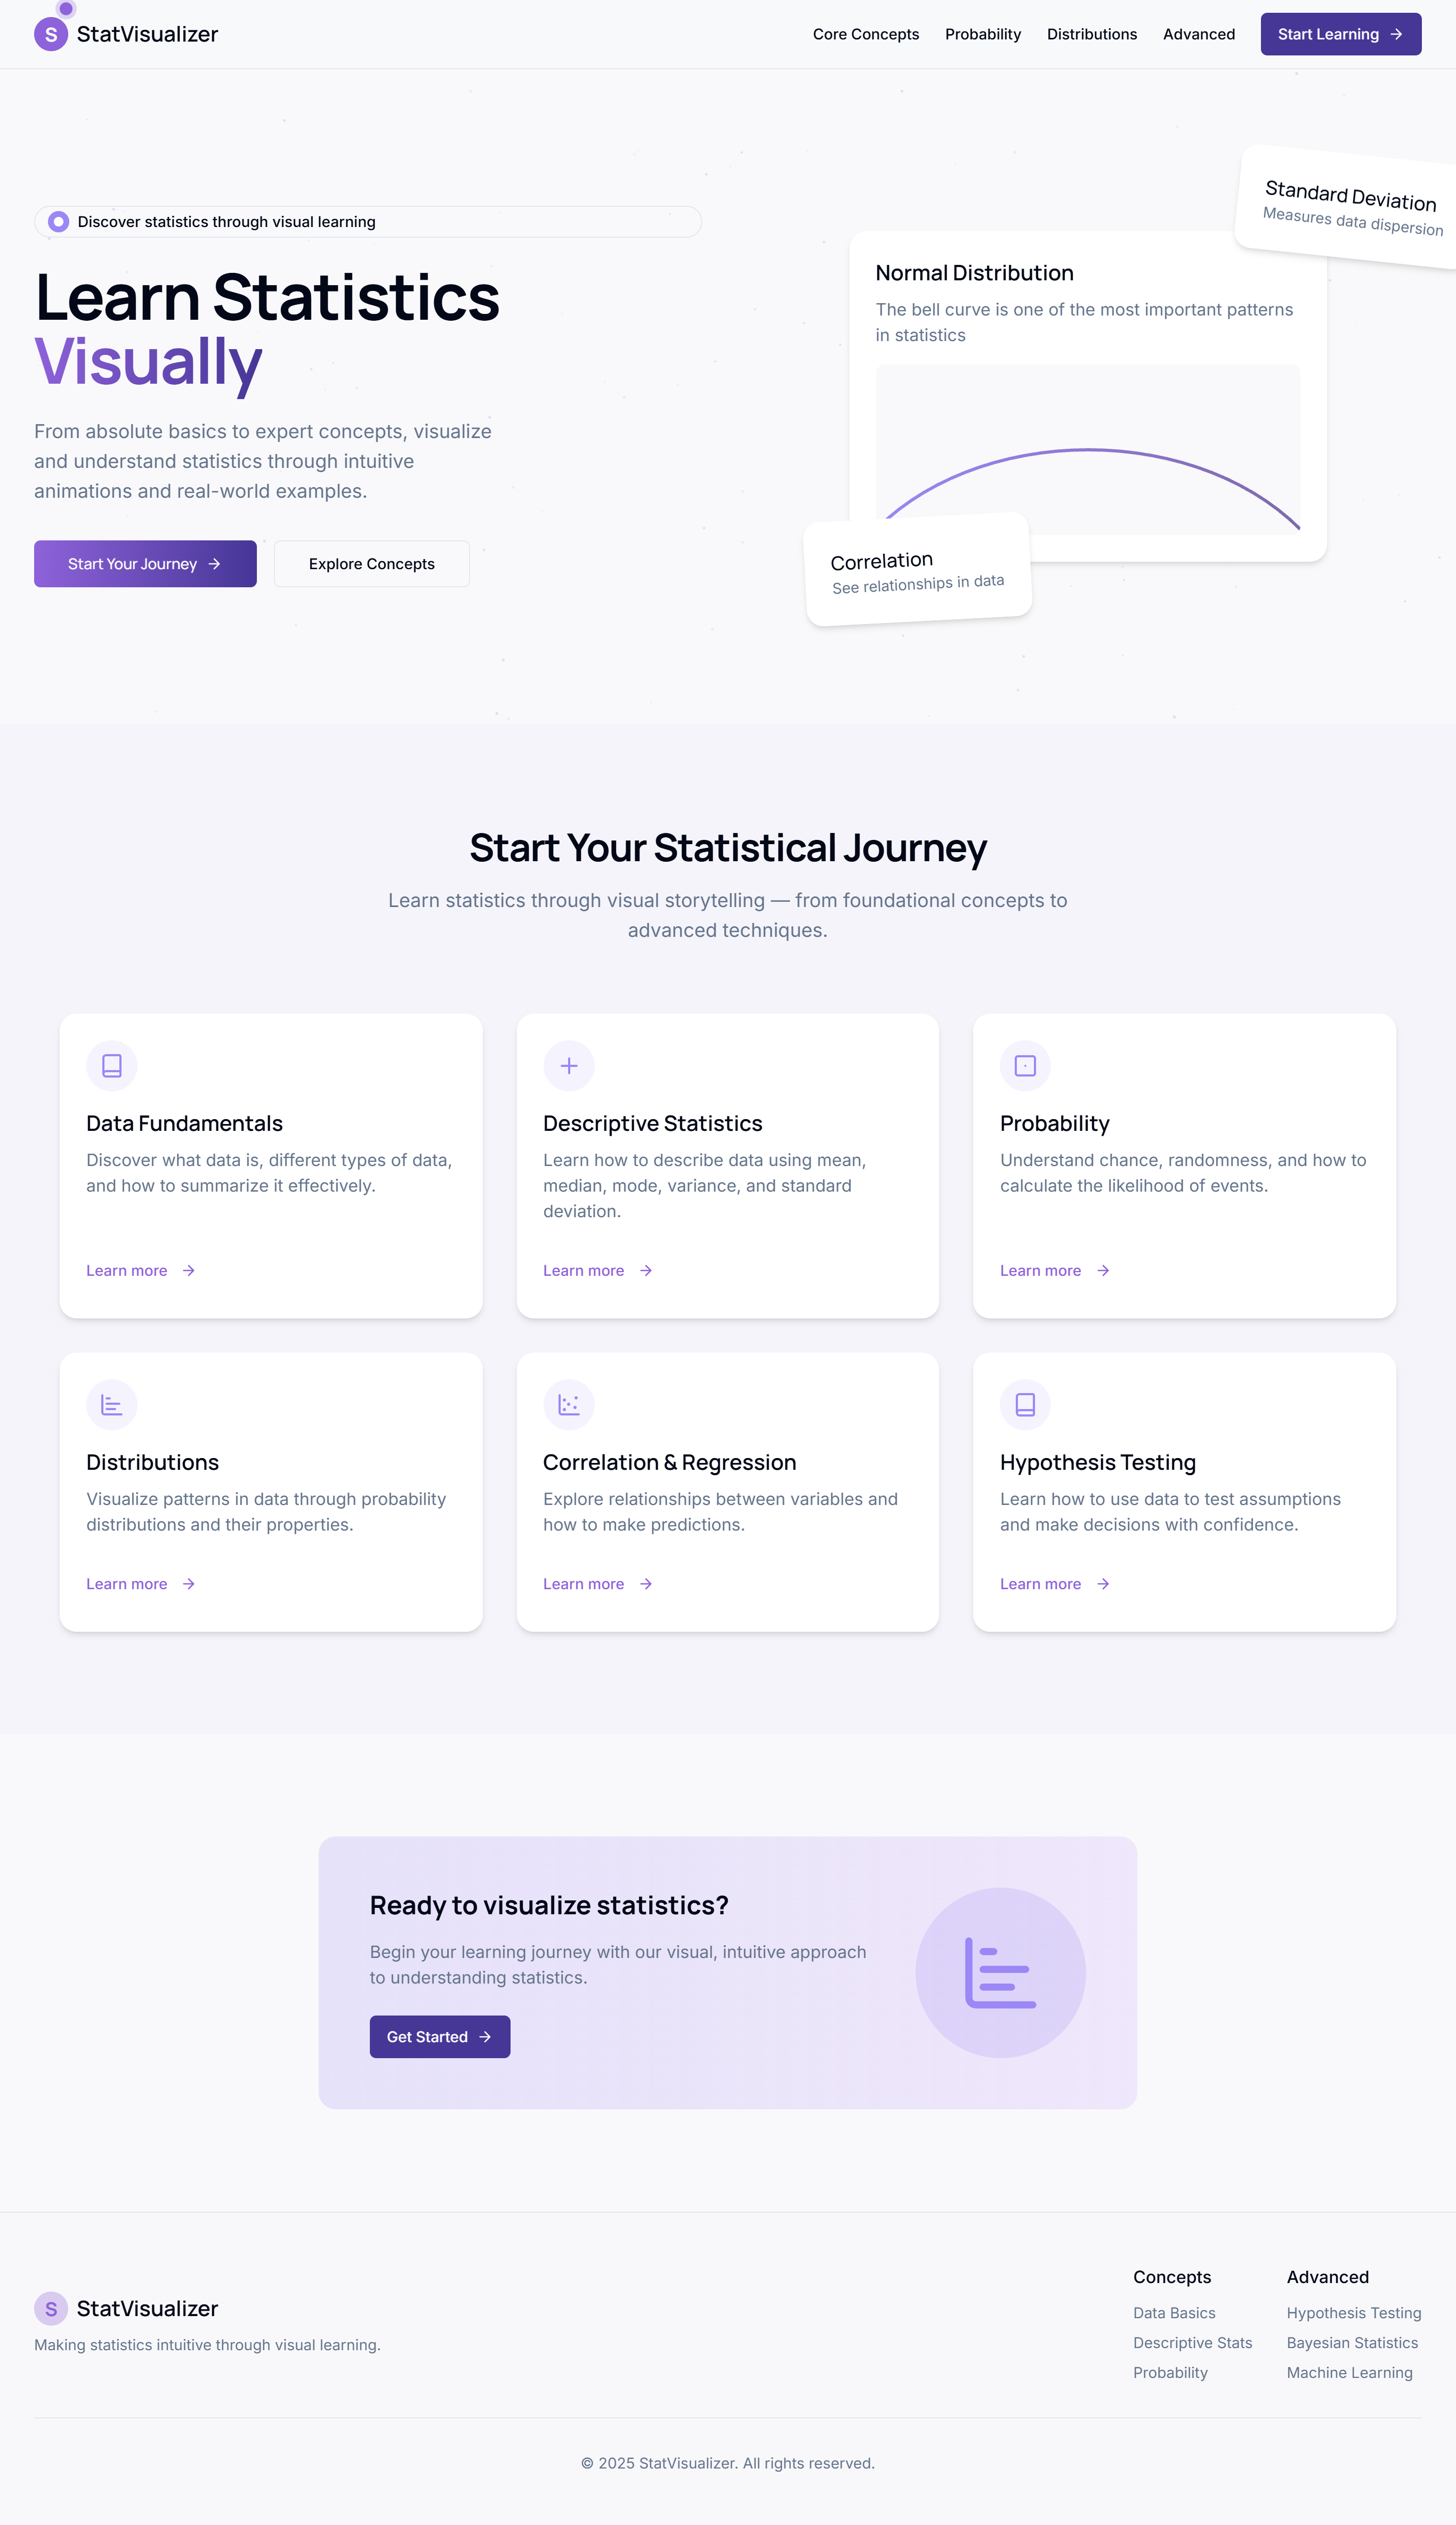 S StatVisualizer
Core Concepts Probability Distributions Advanced Start Learning
Discover statistics through visual learning
Learn Statistics
Visually
From absolute basics to expert concepts, visualize
and understand statistics through intuitive
animations and real-world examples.
Start Your Journey Explore Concepts
Standard Deviation
Measures data dispersion
Normal Distribution
The bell curve is one of the most important patterns
in statistics
Correlation
See relationships in data
Start Your Statistical Journey
Learn statistics through visual storytelling — from foundational concepts to
advanced techniques.
Data Fundamentals
Discover what data is, different types of data,
and how to summarize it effectively.
Learn more
Descriptive Statistics
Learn how to describe data using mean,
median, mode, variance, and standard
deviation.
Learn more
Probability
Understand chance, randomness, and how to
calculate the likelihood of events.
Learn more
Distributions
Visualize patterns in data through probability
distributions and their properties.
Learn more
Correlation & Regression
Explore relationships between variables and
how to make predictions.
Learn more
Hypothesis Testing
Learn how to use data to test assumptions
and make decisions with confidence.
Learn more
Ready to visualize statistics?
Begin your learning journey with our visual, intuitive approach
to understanding statistics.
Get Started
S StatVisualizer
Making statistics intuitive through visual learning.
Concepts
Data Basics
Descriptive Stats
Probability
Advanced
Hypothesis Testing
Bayesian Statistics
Machine Learning
© 2025 StatVisualizer. All rights reserved.